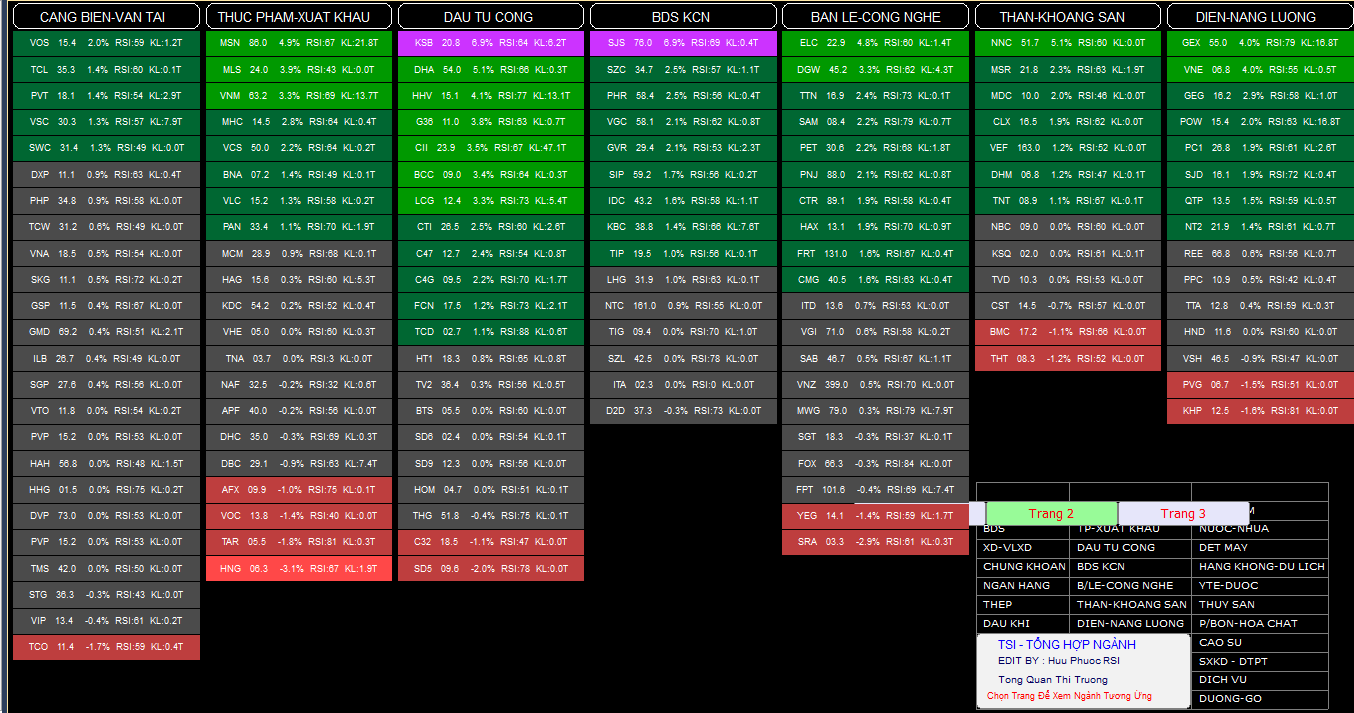 CANG BIEN-VAN TAI
VOS 15.4 2.0% RSI:59 KL:1.2T
TCL 35.3 1.4% RSI:60 KL:0.1T
PVT 18.1 1.4% RSI:54 KL:2.9T
VSC 30.3 1.3% RSI:57 KL:7.9T
SWC 31.4 1.3% RSI:49 KL:0.0T
DXP 11.1 0.9% RSI:63 KL:0.4T
PHP 34.8 0.9% RSI:58 KL:0.0T
TCW 31.2 0.6% RSI:49 KL:0.0T
VNA 18.5 0.5% RSI:54 KL:0.0T
SKG 11.1 0.5% RSI:72 KL:0.2T
GSP 11.5 0.4% RSI:67 KL:0.0T
GMD 69.2 0.4% RSI:51 KL:2.1T
ILB 26.7 0.4% RSI:49 KL:0.0T
SGP 27.6 0.4% RSI:56 KL:0.0T
VTO 11.8 0.0% RSI:54 KL:0.2T
PVP 15.2 0.0% RSI:53 KL:0.0T
HAH 56.8 0.0% RSI:48 KL:1.5T
HHG 01.5 0.0% RSI:75 KL:0.2T
DVP 73.0 0.0% RSI:53 KL:0.0T
PVP 15.2 0.0% RSI:53 KL:0.0T
TMS 42.0 0.0% RSI:50 KL:0.0T
STG 36.3 -0.3% RSI:43 KL:0.0T
VIP 13.4 -0.4% RSI:61 KL:0.2T
TCO 11.4 -1.7% RSI:59 KL:0.4T
THUC PHAM-XUAT KHAU
MSN 86.0 4.9% RSI:67 KL:21.8T
MLS 24.0 3.9% RSI:43 KL:0.0T
VNM 63.2 3.3% RSI:69 KL:13.7T
MHC 14.5 2.8% RSI:64 KL:0.4T
VCS 50.0 2.2% RSI:64 KL:0.2T
BNA 07.2 1.4% RSI:49 KL:0.1T
VLC 15.2 1.3% RSI:58 KL:0.2T
PAN 33.4 1.1% RSI:70 KL:1.9T
MCM 28.9 0.9% RSI:68 KL:0.1T
HAG 15.6 0.3% RSI:60 KL:5.3T
KDC 54.2 0.2% RSI:52 KL:0.4T
VHE 05.0 0.0% RSI:60 KL:0.3T
TNA 03.7 0.0% RSI:3 KL:0.0T
NAF 32.5 -0.2% RSI:32 KL:0.6T
APF 40.0 -0.2% RSI:56 KL:0.0T
DHC 35.0 -0.3% RSI:69 KL:0.3T
DBC 29.1 -0.9% RSI:63 KL:7.4T
AFX 09.9 -1.0% RSI:75 KL:0.1T
VOC 13.8 -1.4% RSI:40 KL:0.0T
TAR 05.5 -1.8% RSI:81 KL:0.3T
HNG 06.3 -3.1% RSI:67 KL:1.9T
DAU TU CONG
KSB 20.8 6.9% RSI:64 KL:6.2T
DHA 54.0 5.1% RSI:66 KL:0.3T
HHV 15.1 4.1% RSI:77 KL:13.1T
G36 11.0 3.8% RSI:63 KL:0.7T
CII 23.9 3.5% RSI:67 KL:47.1T
BCC 09.0 3.4% RSI:64 KL:0.3T
LCG 12.4 3.3% RSI:73 KL:5.4T
CTI 26.5 2.5% RSI:60 KL:2.6T
C47 12.7 2.4% RSI:54 KL:0.8T
C4G 09.5 2.2% RSI:70 KL:1.7T
FCN 17.5 1.2% RSI:73 KL:2.1T
TCD 02.7 1.1% RSI:88 KL:0.6T
HT1 18.3 0.8% RSI:65 KL:0.8T
TV2 36.4 0.3% RSI:56 KL:0.5T
BTS 05.5 0.0% RSI:60 KL:0.0T
SD6 02.4 0.0% RSI:54 KL:0.1T
SD9 12.3 0.0% RSI:56 KL:0.0T
HOM 04.7 0.0% RSI:51 KL:0.1T
THG 51.8 -0.4% RSI:75 KL:0.1T
C32 18.5 -1.1% RSI:47 KL:0.0T
SD5 09.6 -2.0% RSI:78 KL:0.0T
BDS KCN
SJS 76.0 6.9% RSI:69 KL:0.4T
SZC 34.7 2.5% RSI:57 KL:1.1T
PHR 58.4 2.5% RSI:56 KL:0.4T
VGC 58.1 2.1% RSI:62 KL:0.8T
GVR 29.4 2.1% RSI:53 KL:2.3T
SIP 59.2 1.7% RSI:56 KL:0.2T
IDC 43.2 1.6% RSI:58 KL:1.1T
KBC 38.8 1.4% RSI:66 KL:7.6T
TIP 19.5 1.0% RSI:56 KL:0.1T
LHG 31.9 1.0% RSI:63 KL:0.1T
NTC 161.0 0.9% RSI:55 KL:0.0T
TIG 09.4 0.0% RSI:70 KL:1.0T
SZL 42.5 0.0% RSI:78 KL:0.0T
ITA 02.3 0.0% RSI:0 KL:0.0T
D2D 37.3 -0.3% RSI:73 KL:0.0T
BAN LE-CONG NGHE
ELC 22.9 4.8% RSI:60 KL:1.4T
DGW 45.2 3.3% RSI:62 KL:4.3T
TTN 16.9 2.4% RSI:73 KL:0.1T
SAM 08.4 2.2% RSI:79 KL:0.7T
PET 30.6 2.2% RSI:68 KL:1.8T
PNJ 88.0 2.1% RSI:62 KL:0.8T
CTR 89.1 1.9% RSI:58 KL:0.4T
HAX 13.1 1.9% RSI:70 KL:0.9T
FRT 131.0 1.6% RSI:67 KL:0.4T
CMG 40.5 1.6% RSI:63 KL:0.4T
ITD 13.6 0.7% RSI:53 KL:0.0T
VGI 71.0 0.6% RSI:58 KL:0.2T
SAB 46.7 0.5% RSI:67 KL:1.1T
VNZ 399.0 0.5% RSI:70 KL:0.0T
MWG 79.0 0.3% RSI:79 KL:7.9T
SGT 18.3 -0.3% RSI:37 KL:0.1T
FOX 66.3 -0.3% RSI:84 KL:0.0T
FPT 101.6 -0.4% RSI:69 KL:7.4T
YEG 14.1 -1.4% RSI:59 KL:1.7T
SRA 03.3 -2.9% RSI:61 KL:0.3T
THAN-KHOANG SAN
NNC 51.7 5.1% RSI:60 KL:0.0T
MSR 21.8 2.3% RSI:63 KL:1.9T
MDC 10.0 2.0% RSI:46 KL:0.0T
CLX 16.5 1.9% RSI:62 KL:0.0T
VEF 163.0 1.2% RSI:52 KL:0.0T
DHM 06.8 1.2% RSI:47 KL:0.1T
TNT 08.9 1.1% RSI:67 KL:0.1T
NBC 09.0 0.0% RSI:60 KL:0.0T
KSQ 02.0 0.0% RSI:61 KL:0.1T
TVD 10.3 0.0% RSI:53 KL:0.0T
CST 14.5 -0.7% RSI:57 KL:0.0T
BMC 17.2 -1.1% RSI:66 KL:0.0T
THT 08.3 -1.2% RSI:52 KL:0.0T
DIEN-NANG LUONG
GEX 55.0 4.0% RSI:79 KL:16.8T
VNE 06.8 4.0% RSI:55 KL:0.5T
GEG 16.2 2.9% RSI:58 KL:1.0T
POW 15.4 2.0% RSI:63 KL:16.8T
PC1 26.8 1.9% RSI:61 KL:2.6T
SJD 16.1 1.9% RSI:72 KL:0.4T
QTP 13.5 1.5% RSI:59 KL:0.5T
NT2 21.9 1.4% RSI:61 KL:0.7T
REE 66.8 0.6% RSI:56 KL:0.7T
PPC 10.9 0.5% RSI:42 KL:0.4T
TTA 12.8 0.4% RSI:59 KL:0.3T
HND 11.6 0.0% RSI:60 KL:0.0T
VSH 46.5 -0.9% RSI:47 KL:0.0T
PVG 06.7 -1.5% RSI:51 KL:0.0T
KHP 12.5 -1.6% RSI:81 KL:0.0T
Trang 2 Trang 3
BDS TP-XUAT KHAU NUOC-NHUA
XD-VLXD DAU TU CONG DET MAY
CHUNG KHOAN BDS KCN HANG KHONG-DU LICH
NGAN HANG B/LE-CONG NGHE YTE-DUOC
THEP THAN-KHOANG SAN THUY SAN
DAU KHI DIEN-NANG LUONG P/BON-HOA CHAT
CAO SU
SXKD - DTPT
DICH VU
DUONG-GO
TSI - TỔNG HỢP NGÀNH
EDIT BY : Huu Phuoc RSI
Tong Quan Thi Truong
Chọn Trang Để Xem Ngành Tương Ứng